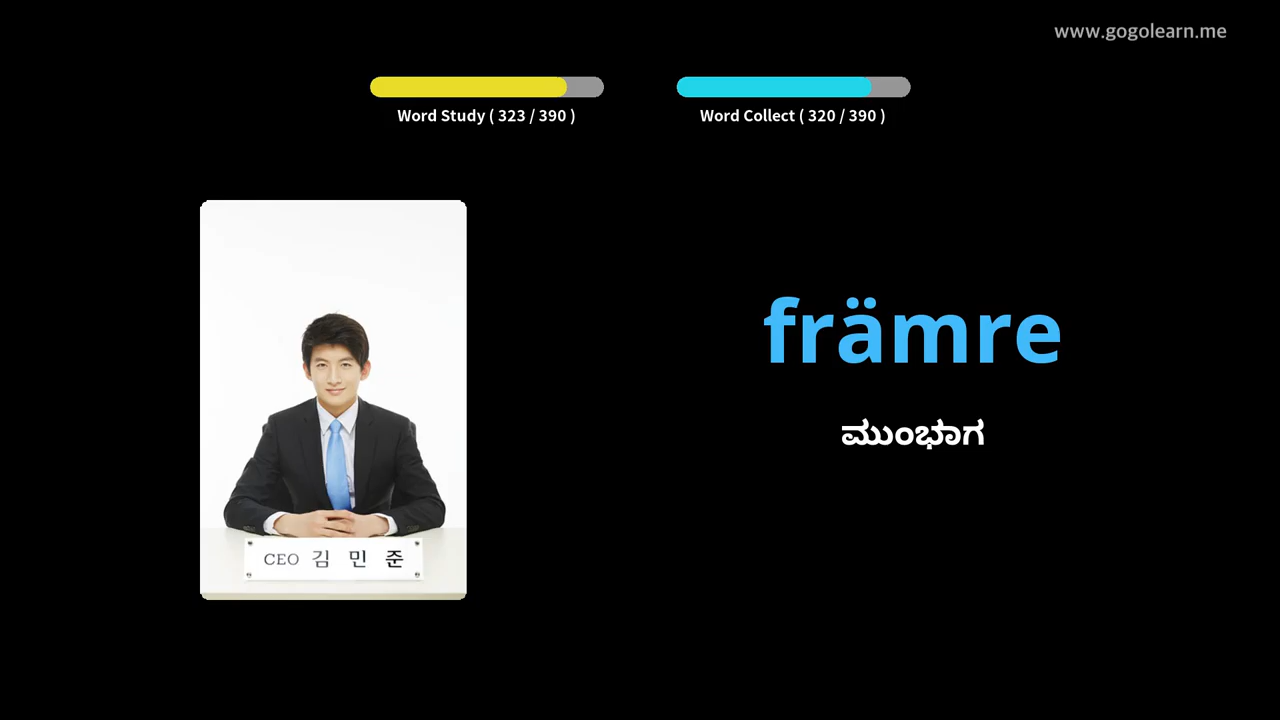 www.gogolearn.me
Word Study ( 323 / 390 )
Word Collect ( 320 / 390 )
främre
ಮುಂಭಾಗ
CEO 김 민 준